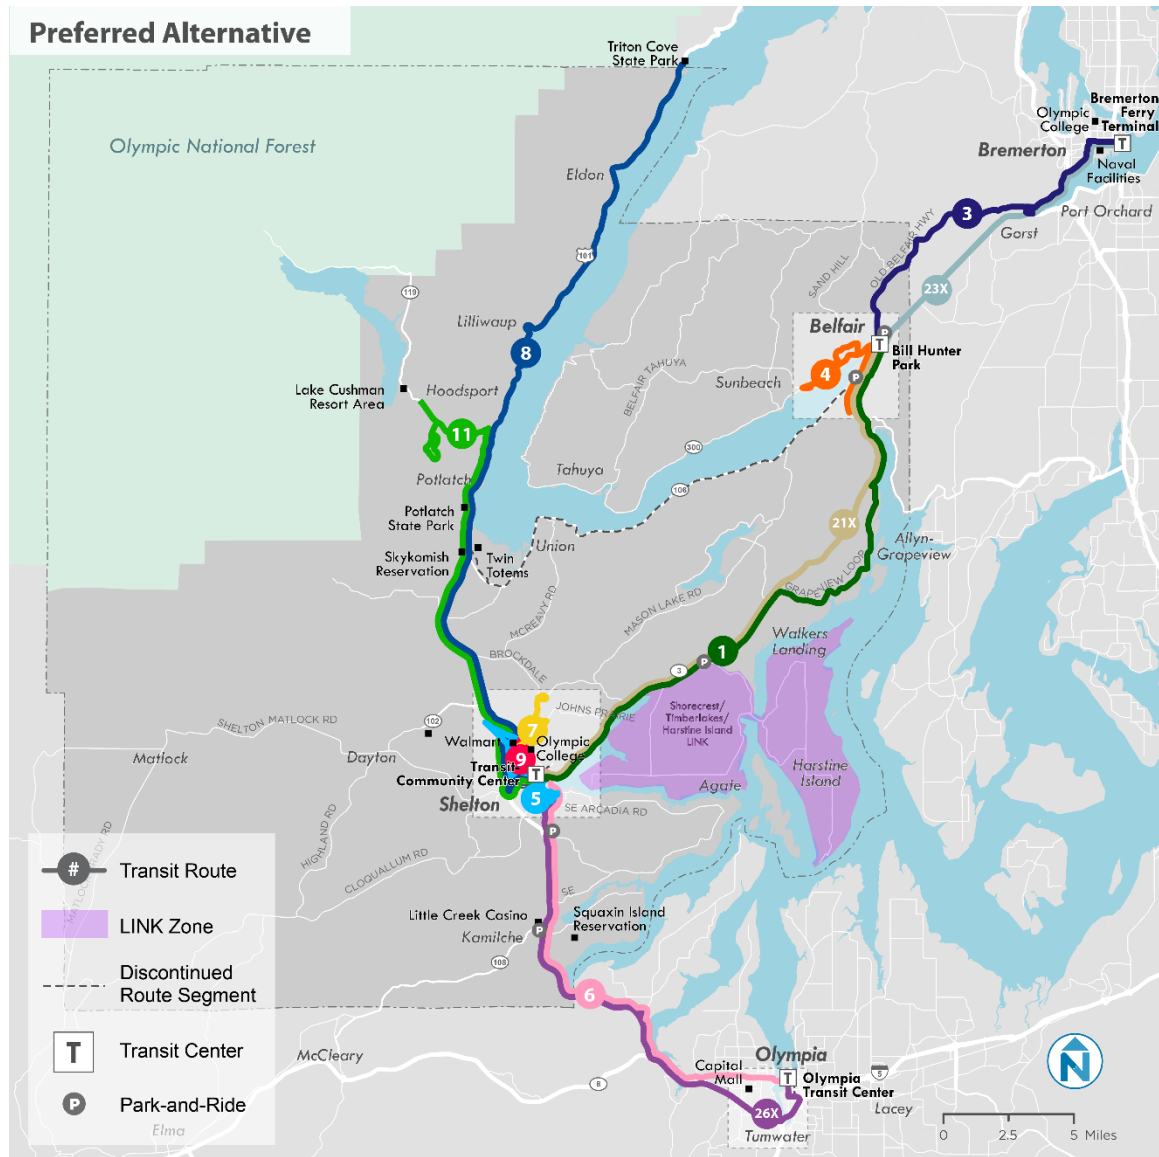 Preferred Alternative
Triton Cove
State Park
Olympic National Forest
Bremerton
Ferry
Terminal
Olympic
College
Bremerton
Naval
Facilities
Eldon
3
Port Orchard
Gorst
OLD BELFAIR HWY
SAND HILL
101
119
23X
Lilliwaup
8
Belfair
P
T
Bill Hunter
Park
4
P
Sunbeach
BELFAIR TAHUYA
Lake Cushman
Resort Area
Hoodsport
11
300
Tahuya
Potlatch
106
Potlatch
State Park
21X
Union
Allyn-
Grapeview
Skykomish
Reservation
Twin
Totems
GRAPEVIEW LOOP
MCREAVY RD
MASON LAKE RD
Walkers
Landing
1
P
3
BROCKDALE
JOHNS PRAIRIE
Shorecrest/
Timberlakes/
Harstine Island
LINK
SHELTON MATLOCK RD
102
7
Walmart
Olympic
College
9
Matlock
Dayton
Transit
Community Center
T
Harstine
Island
Agate
5
Shelton
SE ARCADIA RD
P
HIGHLAND RD
CLOQUALLUM RD
MATLOCK BRADY RD
#
Transit Route
LINK Zone
Discontinued
Route Segment
T
Transit Center
P
Park-and-Ride
SE
Little Creek Casino
P
Squaxin Island
Reservation
Kamilche
108
6
McCleary
8
Elma
Olympia
Capital
Mall
T
Olympia
Transit Center
5
26X
Lacey
Tumwater
N
0
2.5
5 Miles